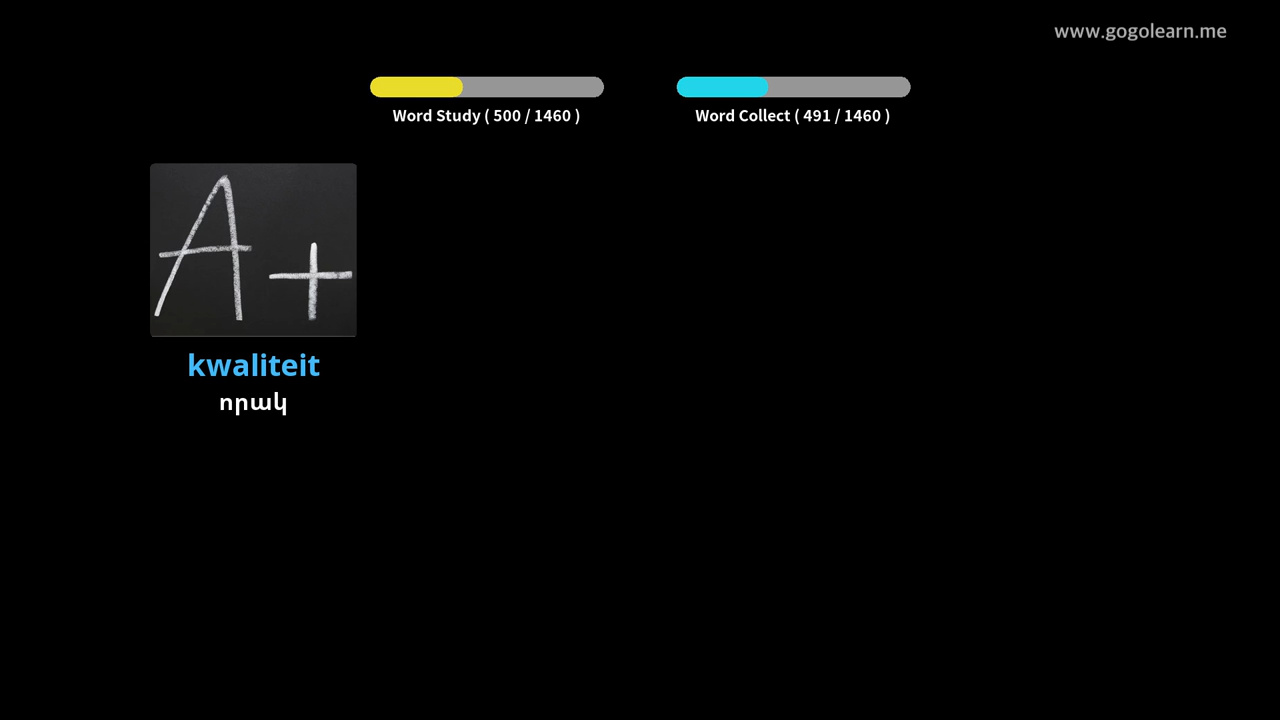 www.gogolearn.me
Word Study ( 500 / 1460 )
Word Collect ( 491 / 1460 )
A+
kwaliteit
որակ